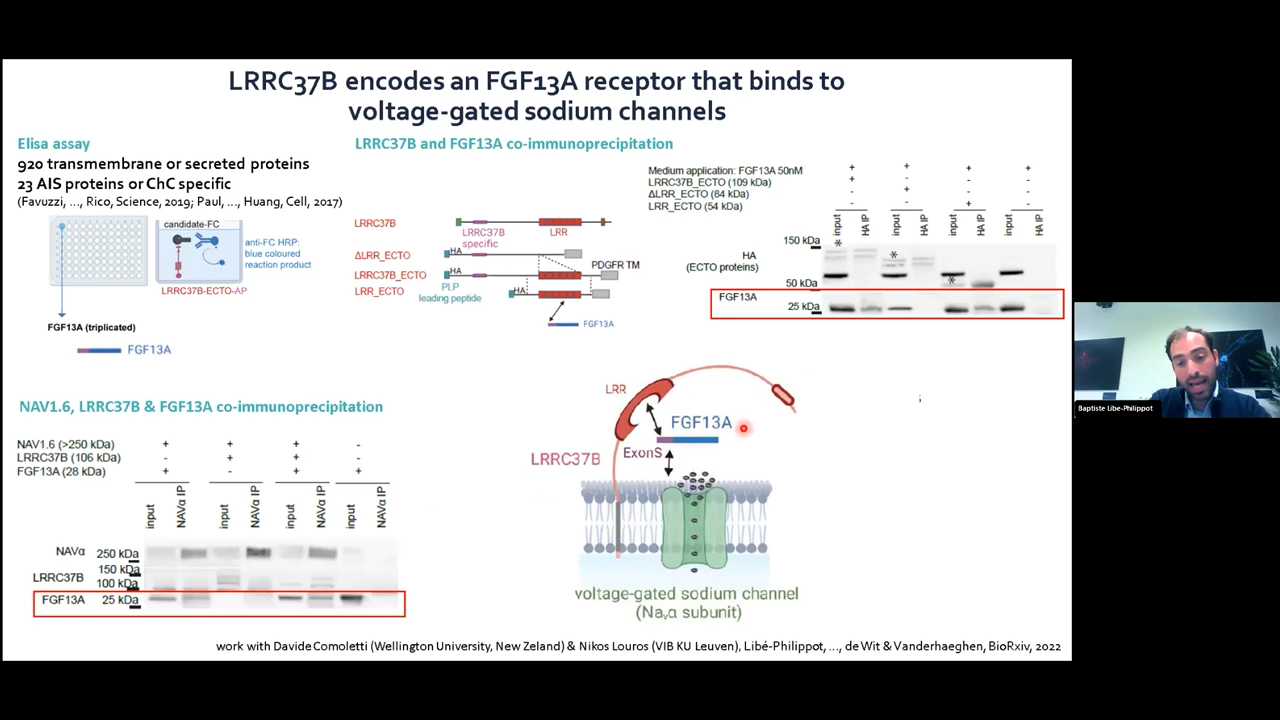 LRRC37B encodes an FGF13A receptor that binds to
voltage-gated sodium channels
Elisa assay
920 transmembrane or secreted proteins
23 AIS proteins or ChC specific
(Favuzzi, ..., Rico, Science, 2019; Paul, ..., Huang, Cell, 2017)
candidate-FC
anti-FC HRP:
blue coloured
reaction product
LRRC37B-ECTO-AP
FGF13A (triplicated)
FGF13A
LRRC37B and FGF13A co-immunoprecipitation
LRRC37B
LRRC37B
specific
LRR
ΔLRR_ECTO
HA
PDGFR TM
LRRC37B_ECTO
HA
LRR_ECTO
PLP
leading peptide
HA
FGF13A
Medium application: FGF13A 50nM
+ + + +
LRRC37B_ECTO (109 kDa)
+ - - -
ΔLRR_ECTO (84 kDa)
- + - -
LRR_ECTO (54 kDa)
- - + -
input HA IP input HA IP input HA IP input HA IP
150 kDa
* * *
HA
(ECTO proteins)
50 kDa
FGF13A
25 kDa
NAV1.6, LRRC37B & FGF13A co-immunoprecipitation
NAV1.6 (>250 kDa) + + + -
LRRC37B (106 kDa) - + + -
FGF13A (28 kDa) + - + +
input NAVα IP input NAVα IP input NAVα IP input NAVα IP
NAVα 250 kDa
150 kDa
LRRC37B
100 kDa
FGF13A 25 kDa
LRR
FGF13A
ExonS
LRRC37B
voltage-gated sodium channel
(Naᵥα subunit)
work with Davide Comoletti (Wellington University, New Zeland) & Nikos Louros (VIB KU Leuven), Libé-Philippot, ..., de Wit & Vanderhaeghen, BioRxiv, 2022
Baptiste Libe-Philippot